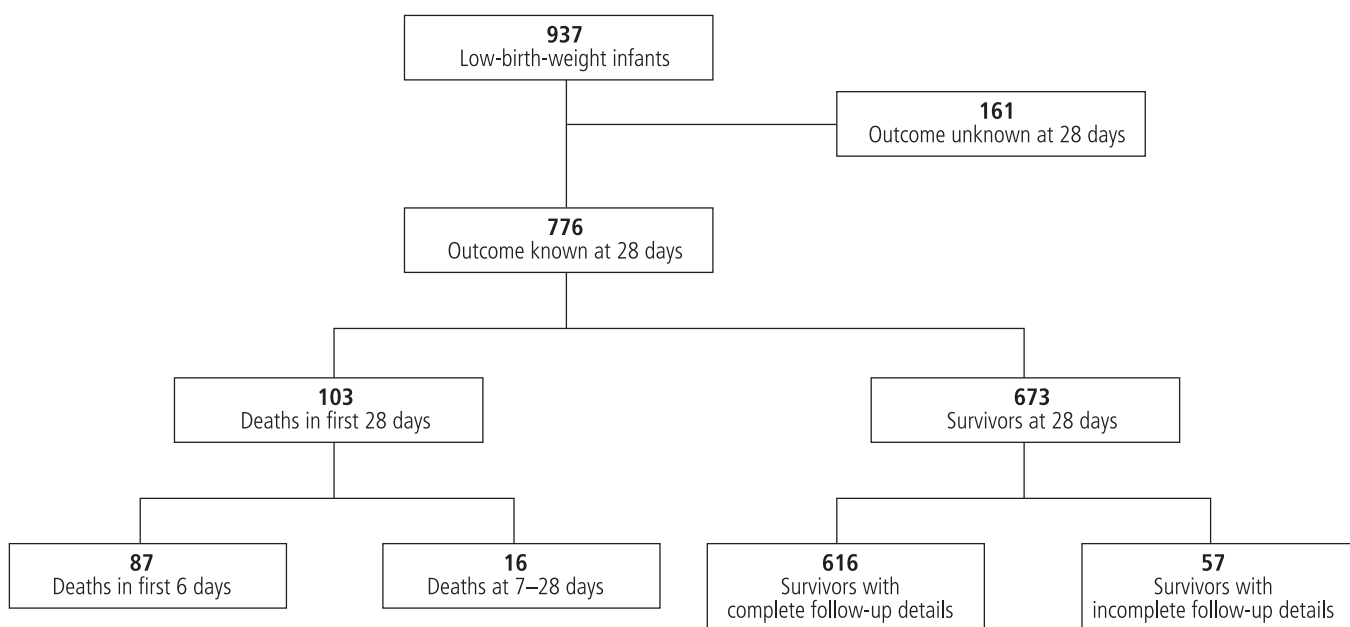 937
Low-birth-weight infants
161
Outcome unknown at 28 days
776
Outcome known at 28 days
103
Deaths in first 28 days
673
Survivors at 28 days
87
Deaths in first 6 days
16
Deaths at 7–28 days
616
Survivors with
complete follow-up details
57
Survivors with
incomplete follow-up details